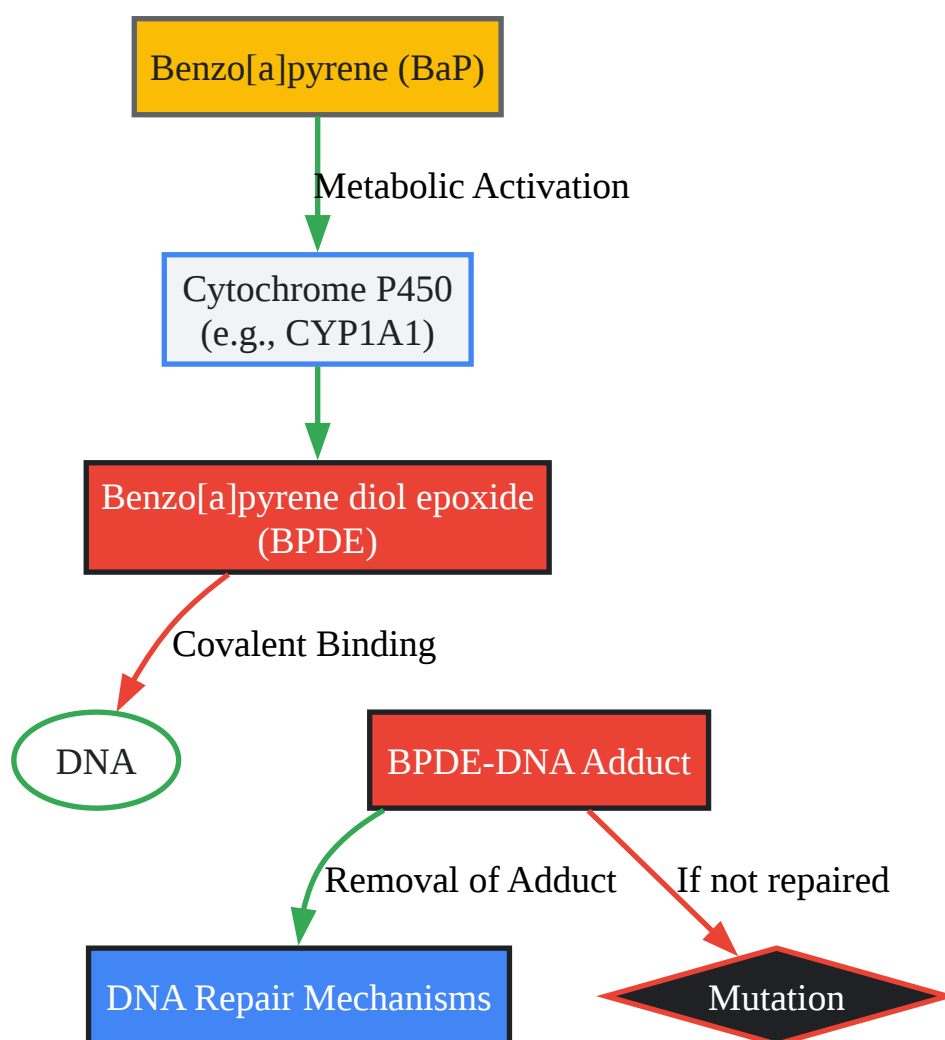 Benzo[a]pyrene (BaP)
Metabolic Activation
Cytochrome P450
(e.g., CYP1A1)
Benzo[a]pyrene diol epoxide
(BPDE)
Covalent Binding
DNA
BPDE-DNA Adduct
Removal of Adduct
If not repaired
DNA Repair Mechanisms
Mutation